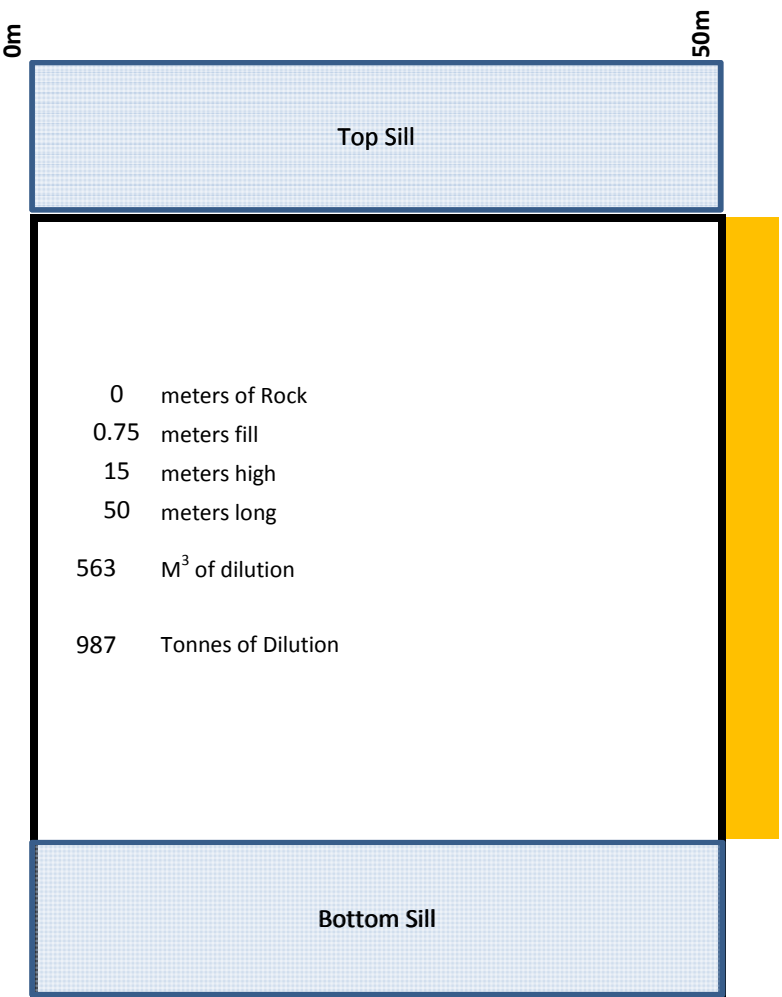 0m
50m
Top Sill
0 meters of Rock
0.75 meters fill
15 meters high
50 meters long
563 M³ of dilution
987 Tonnes of Dilution
Bottom Sill